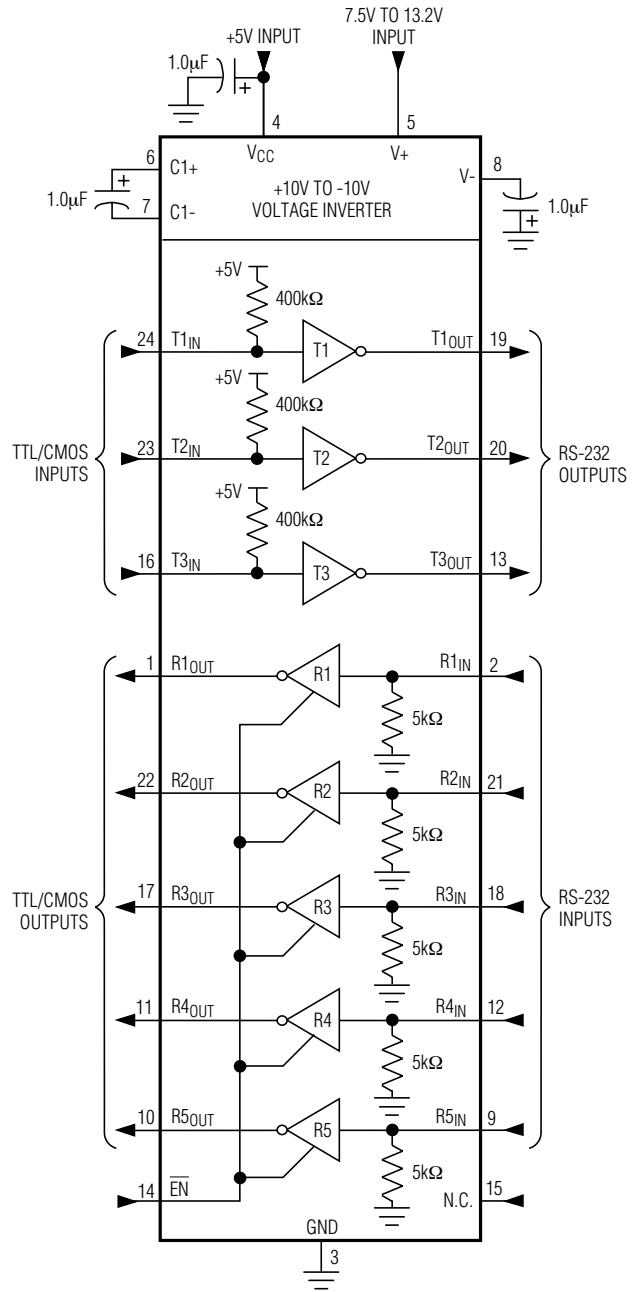 7.5V TO 13.2V
INPUT
+5V INPUT
1.0μF
+
4
5
VCC
V+
6
C1+
V-
8
+
1.0μF
7
C1-
+10V TO -10V
VOLTAGE INVERTER
1.0μF
+
+5V
400kΩ
24
T1IN
T1
T1OUT
19
+5V
400kΩ
TTL/CMOS
INPUTS
23
T2IN
T2
T2OUT
20
RS-232
OUTPUTS
+5V
400kΩ
16
T3IN
T3
T3OUT
13
1
R1OUT
R1
R1IN
2
5kΩ
22
R2OUT
R2
R2IN
21
5kΩ
TTL/CMOS
OUTPUTS
17
R3OUT
R3
R3IN
18
RS-232
INPUTS
5kΩ
11
R4OUT
R4
R4IN
12
5kΩ
10
R5OUT
R5
R5IN
9
5kΩ
14
E̅N̅
N.C.
15
GND
3